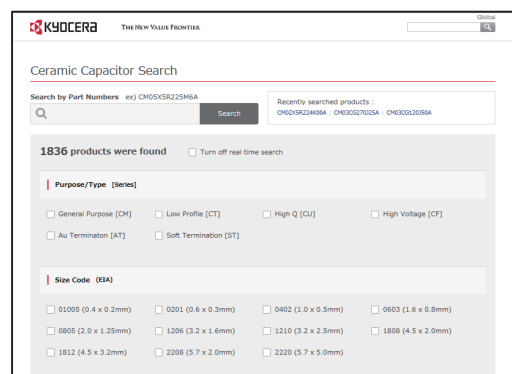 Global
KYOCERA THE NEW VALUE FRONTIER
Ceramic Capacitor Search
Search by Part Numbers ex) CM05X5R225M6A
Search
Recently searched products :
CM02X5R224K06A | CM03CG270J25A | CM03CG120J50A
1836 products were found Turn off real time search
Purpose/Type [Series]
General Purpose [CM] Low Profile [CT] High Q [CU] High Voltage [CF]
Au Terminaton [AT] Soft Termination [ST]
Size Code (EIA)
01005 (0.4 x 0.2mm) 0201 (0.6 x 0.3mm) 0402 (1.0 x 0.5mm) 0603 (1.6 x 0.8mm)
0805 (2.0 x 1.25mm) 1206 (3.2 x 1.6mm) 1210 (3.2 x 2.5mm) 1808 (4.5 x 2.0mm)
1812 (4.5 x 3.2mm) 2208 (5.7 x 2.0mm) 2220 (5.7 x 5.0mm)